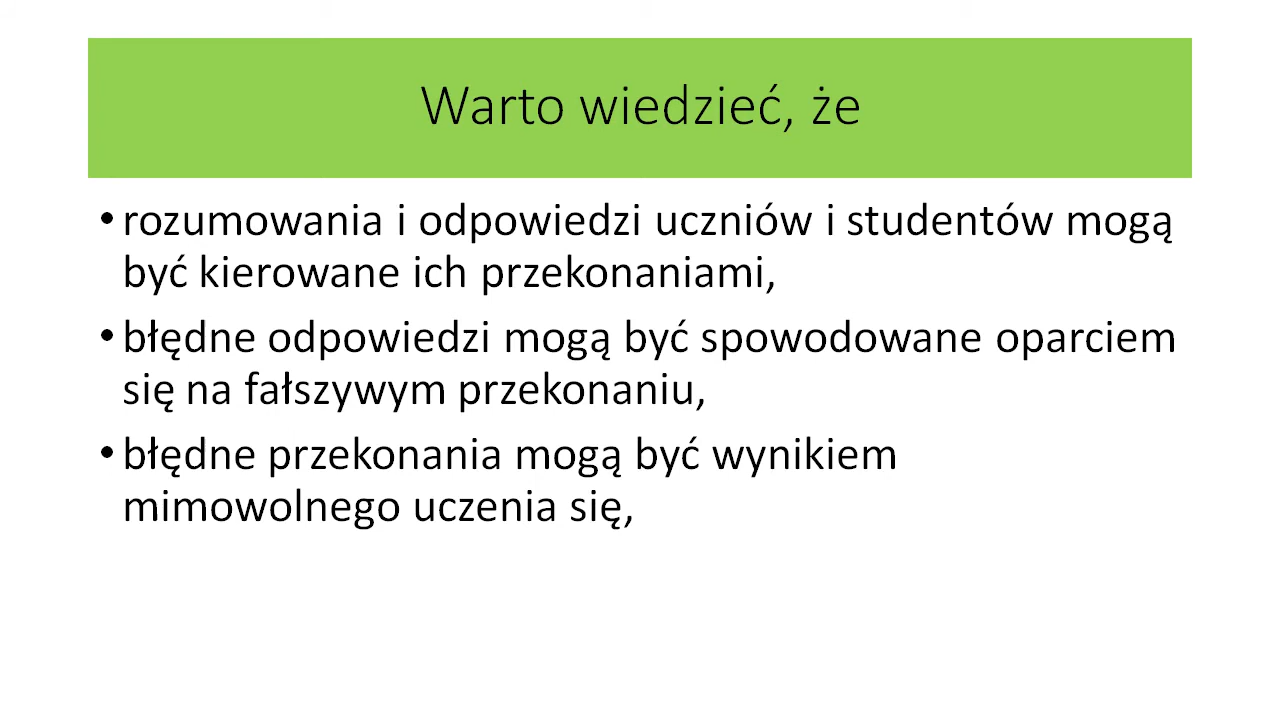 Warto wiedzieć, że
•rozumowania i odpowiedzi uczniów i studentów mogą
być kierowane ich przekonaniami,
•błędne odpowiedzi mogą być spowodowane oparciem
się na fałszywym przekonaniu,
•błędne przekonania mogą być wynikiem
mimowolnego uczenia się,